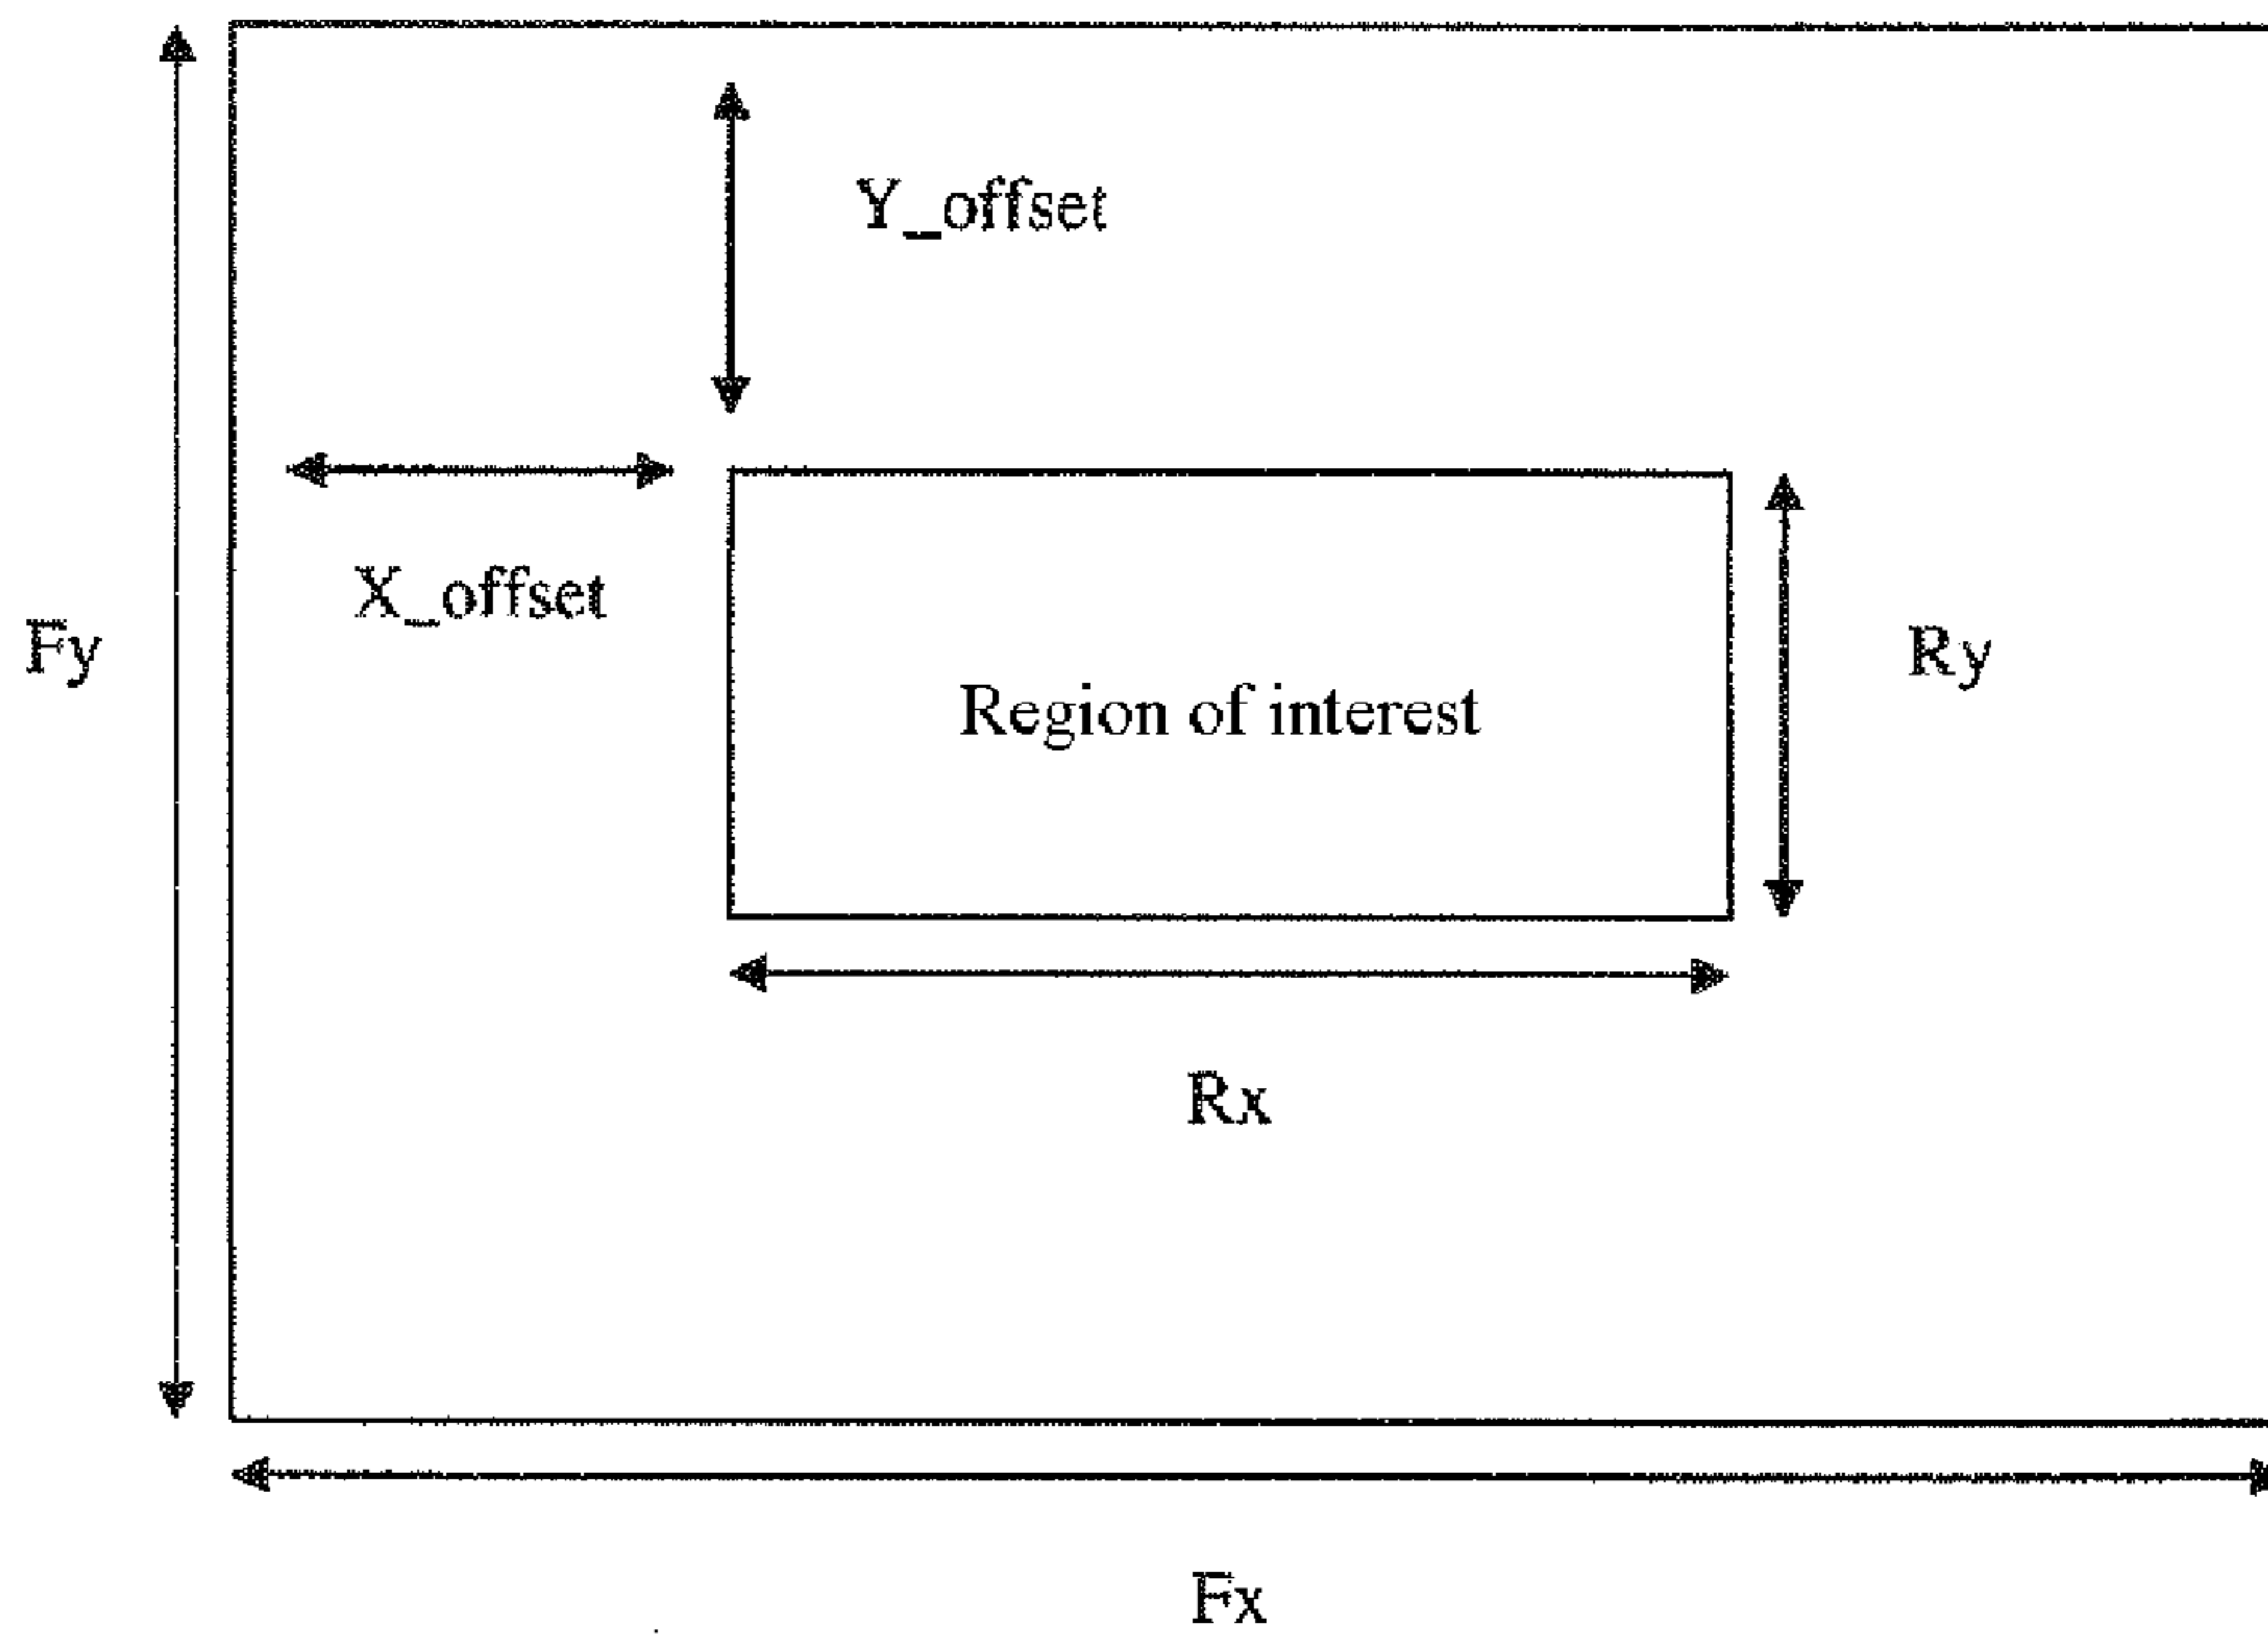 Y_offset
X_offset
Fy
Ry
Region of interest
Rx
Fx